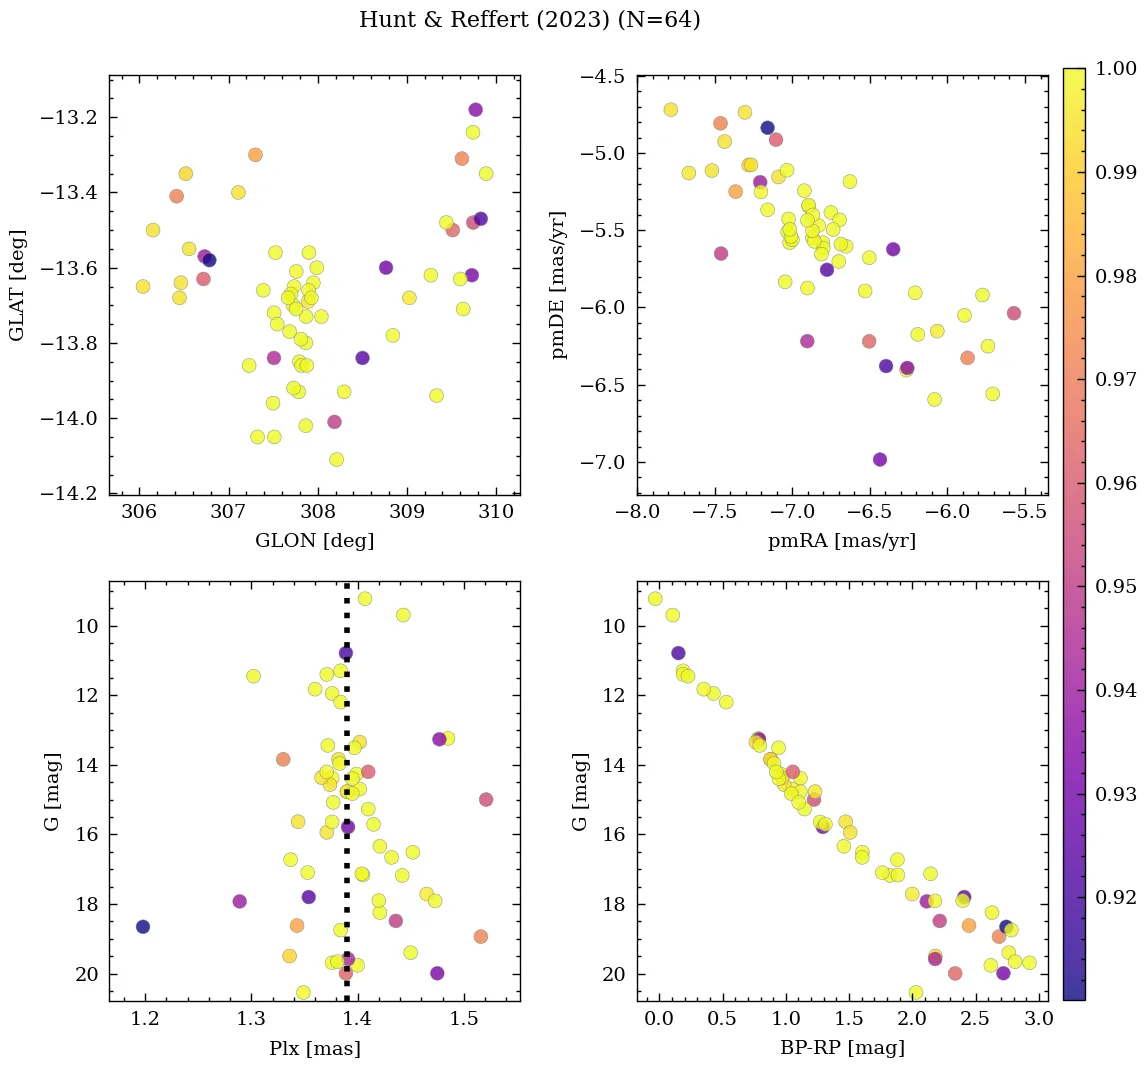 Hunt & Reffert (2023) (N=64)
−13.2
−13.4
−13.6
−13.8
−14.0
−14.2
GLAT [deg]
306 307 308 309 310
GLON [deg]
−4.5
−5.0
−5.5
−6.0
−6.5
−7.0
pmDE [mas/yr]
−8.0 −7.5 −7.0 −6.5 −6.0 −5.5
pmRA [mas/yr]
10
12
14
16
18
20
G [mag]
1.2 1.3 1.4 1.5
Plx [mas]
10
12
14
16
18
20
G [mag]
0.0 0.5 1.0 1.5 2.0 2.5 3.0
BP-RP [mag]
1.00
0.99
0.98
0.97
0.96
0.95
0.94
0.93
0.92